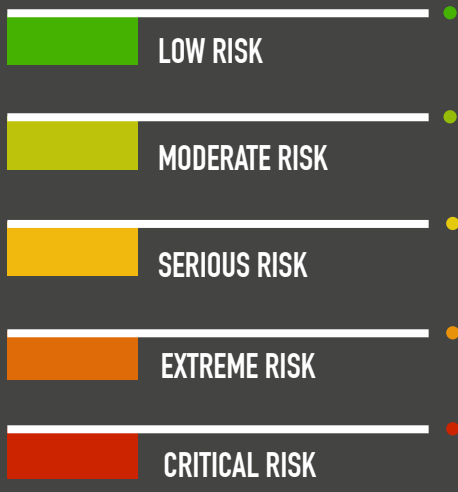 LOW RISK
MODERATE RISK
SERIOUS RISK
EXTREME RISK
CRITICAL RISK